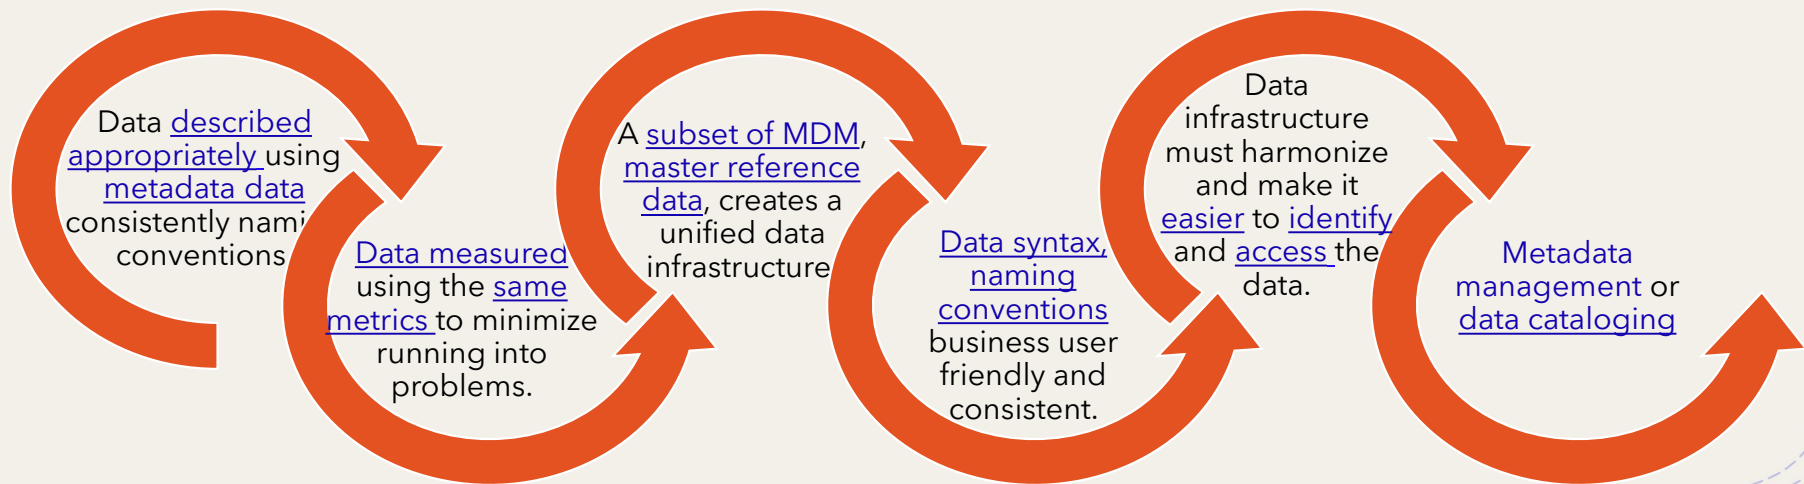 Data described
appropriately using
metadata data
consistently nami
conventions
Data measured
using the same
metrics to minimize
running into
problems.
A subset of MDM,
master reference
data, creates a
unified data
infrastructure
Data syntax,
naming
conventions
business user
friendly and
consistent.
Data
infrastructure
must harmonize
and make it
easier to identify
and access the
data.
Metadata
management or
data cataloging